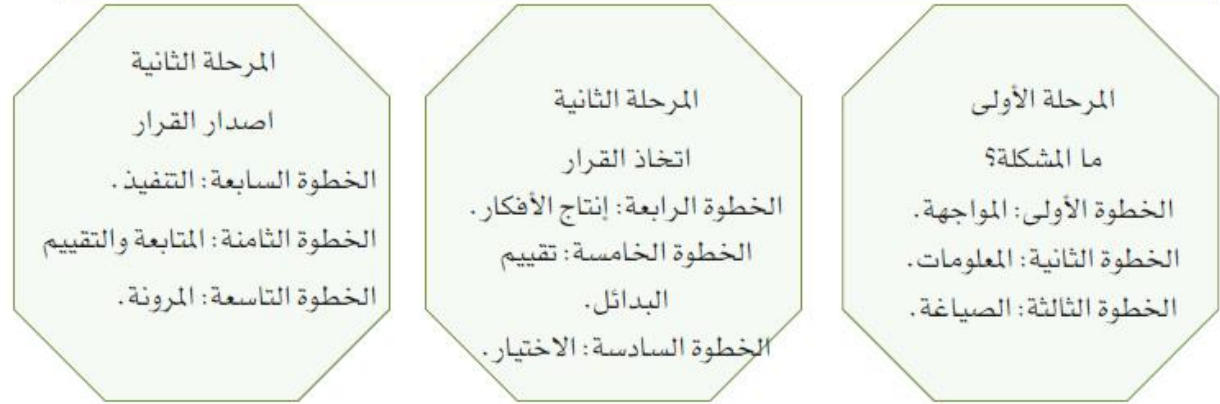 المرحلة الأولى
ما المشكلة؟
الخطوة الأولى: المواجهة.
الخطوة الثانية: المعلومات.
الخطوة الثالثة: الصياغة.
المرحلة الثانية
اتخاذ القرار
الخطوة الرابعة: إنتاج الأفكار.
الخطوة الخامسة: تقييم
البدائل.
الخطوة السادسة: الاختيار.
المرحلة الثانية
اصدار القرار
الخطوة السابعة: التنفيذ.
الخطوة الثامنة: المتابعة والتقييم
الخطوة التاسعة: المرونة.